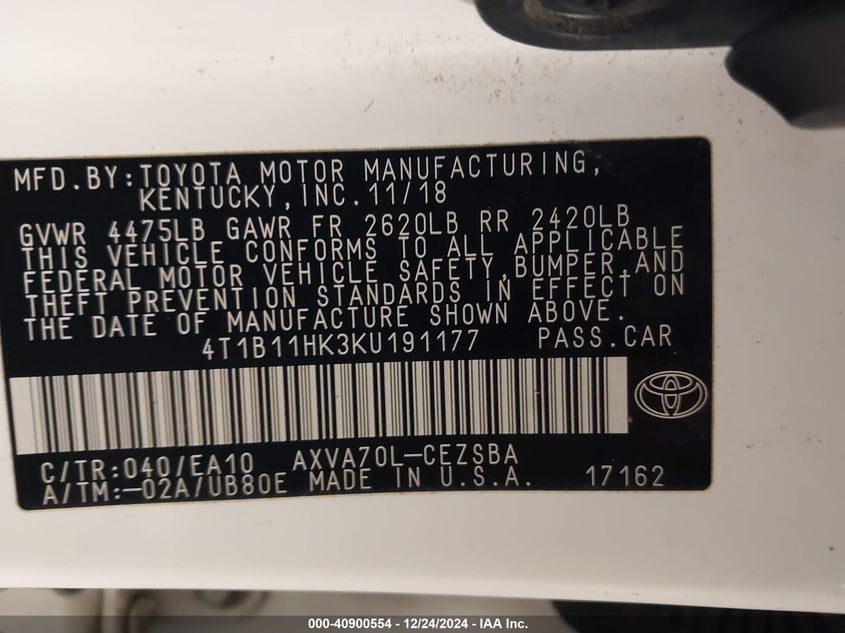 MFD.BY:TOYOTA MOTOR MANUFACTURING,
KENTUCKY,INC.11/18
GVWR 4475LB GAWR FR 2620LB RR 2420LB
THIS VEHICLE CONFORMS TO ALL APPLICABLE
FEDERAL MOTOR VEHICLE SAFETY,BUMPER,AND
THEFT PREVENTION STANDARDS IN EFFECT ON
THE DATE OF MANUFACTURE SHOWN ABOVE.
4T1B11HK3KU191177 PASS.CAR
C/TR:040/EA10 AXVA70L-CEZSBA
A/TM:-02A/UB80E MADE IN U.S.A. 17162
000-40900554 - 12/24/2024 - IAA Inc.